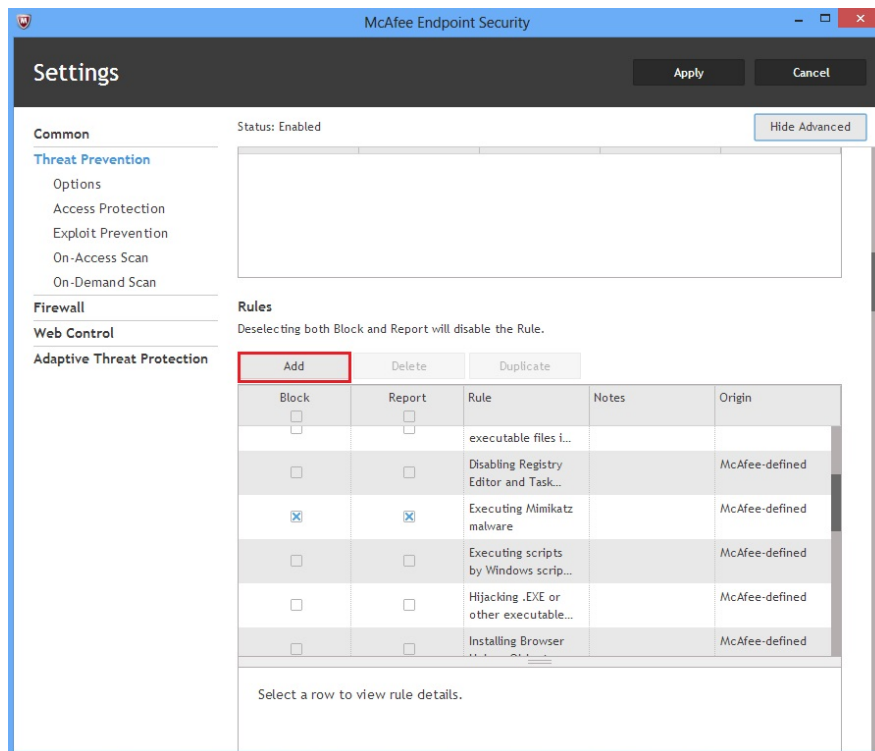 McAfee Endpoint Security
Settings
Apply
Cancel
Common
Threat Prevention
Options
Access Protection
Exploit Prevention
On-Access Scan
On-Demand Scan
Firewall
Web Control
Adaptive Threat Protection
Status: Enabled
Hide Advanced
Rules
Deselecting both Block and Report will disable the Rule.
Add
Delete
Duplicate
Block
Report
Rule
Notes
Origin
executable files i...
Disabling Registry
Editor and Task...
McAfee-defined
Executing Mimikatz
malware
McAfee-defined
Executing scripts
by Windows scrip...
McAfee-defined
Hijacking .EXE or
other executable...
McAfee-defined
Installing Browser
McAfee-defined
Select a row to view rule details.